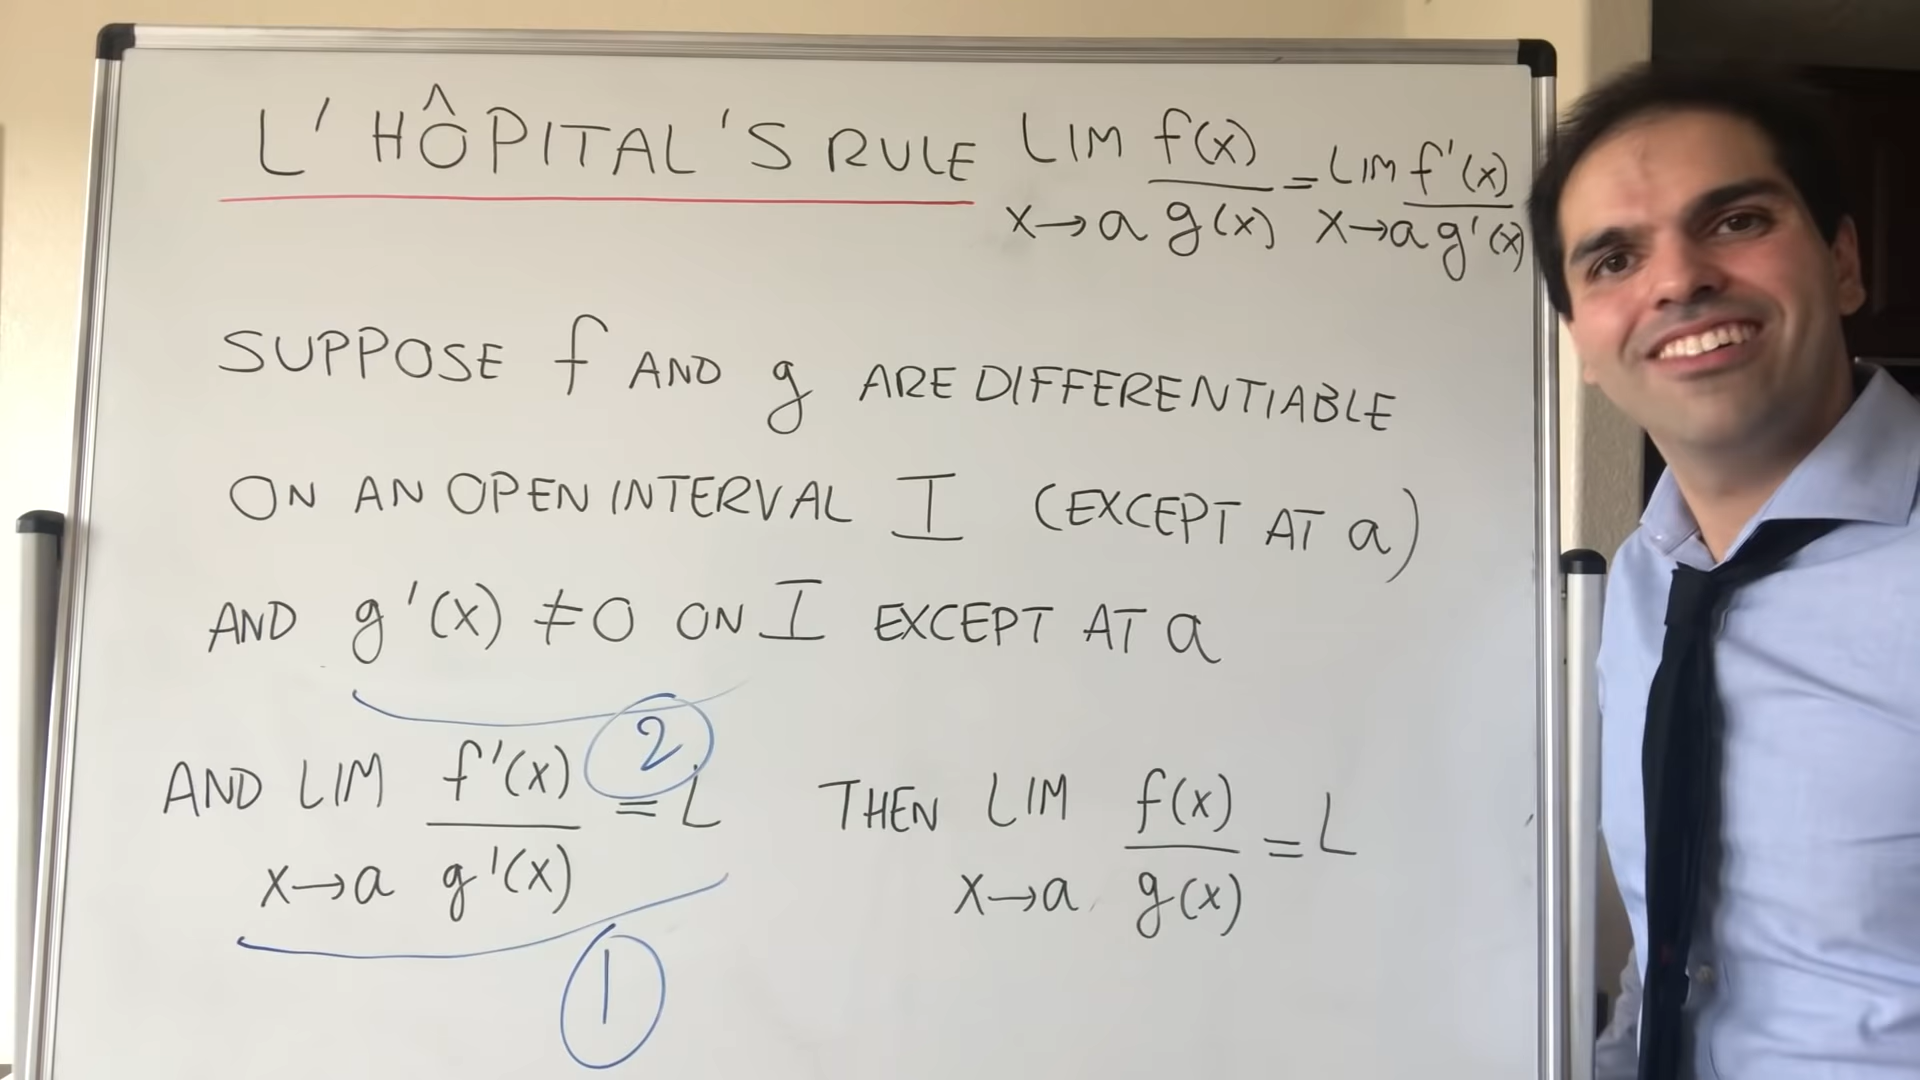 L'HÔPITAL'S RULE LIM f(x) = LIM f'(x)
x→a g(x) x→a g'(x)
SUPPOSE f AND g ARE DIFFERENTIABLE
ON AN OPEN INTERVAL I (EXCEPT AT a)
AND g'(x) ≠ 0 ON I EXCEPT AT a
2
AND LIM f'(x) = L THEN LIM f(x) = L
x→a g'(x) x→a g(x)
1